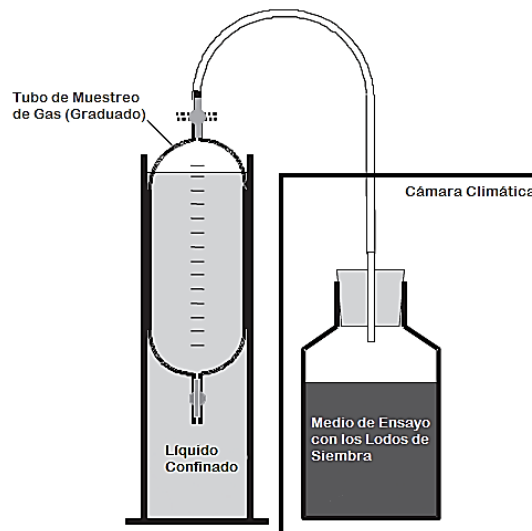 Tubo de Muestreo
de Gas (Graduado)
Cámara Climática
Medio de Ensayo
con los Lodos de
Siembra
Líquido
Confinado